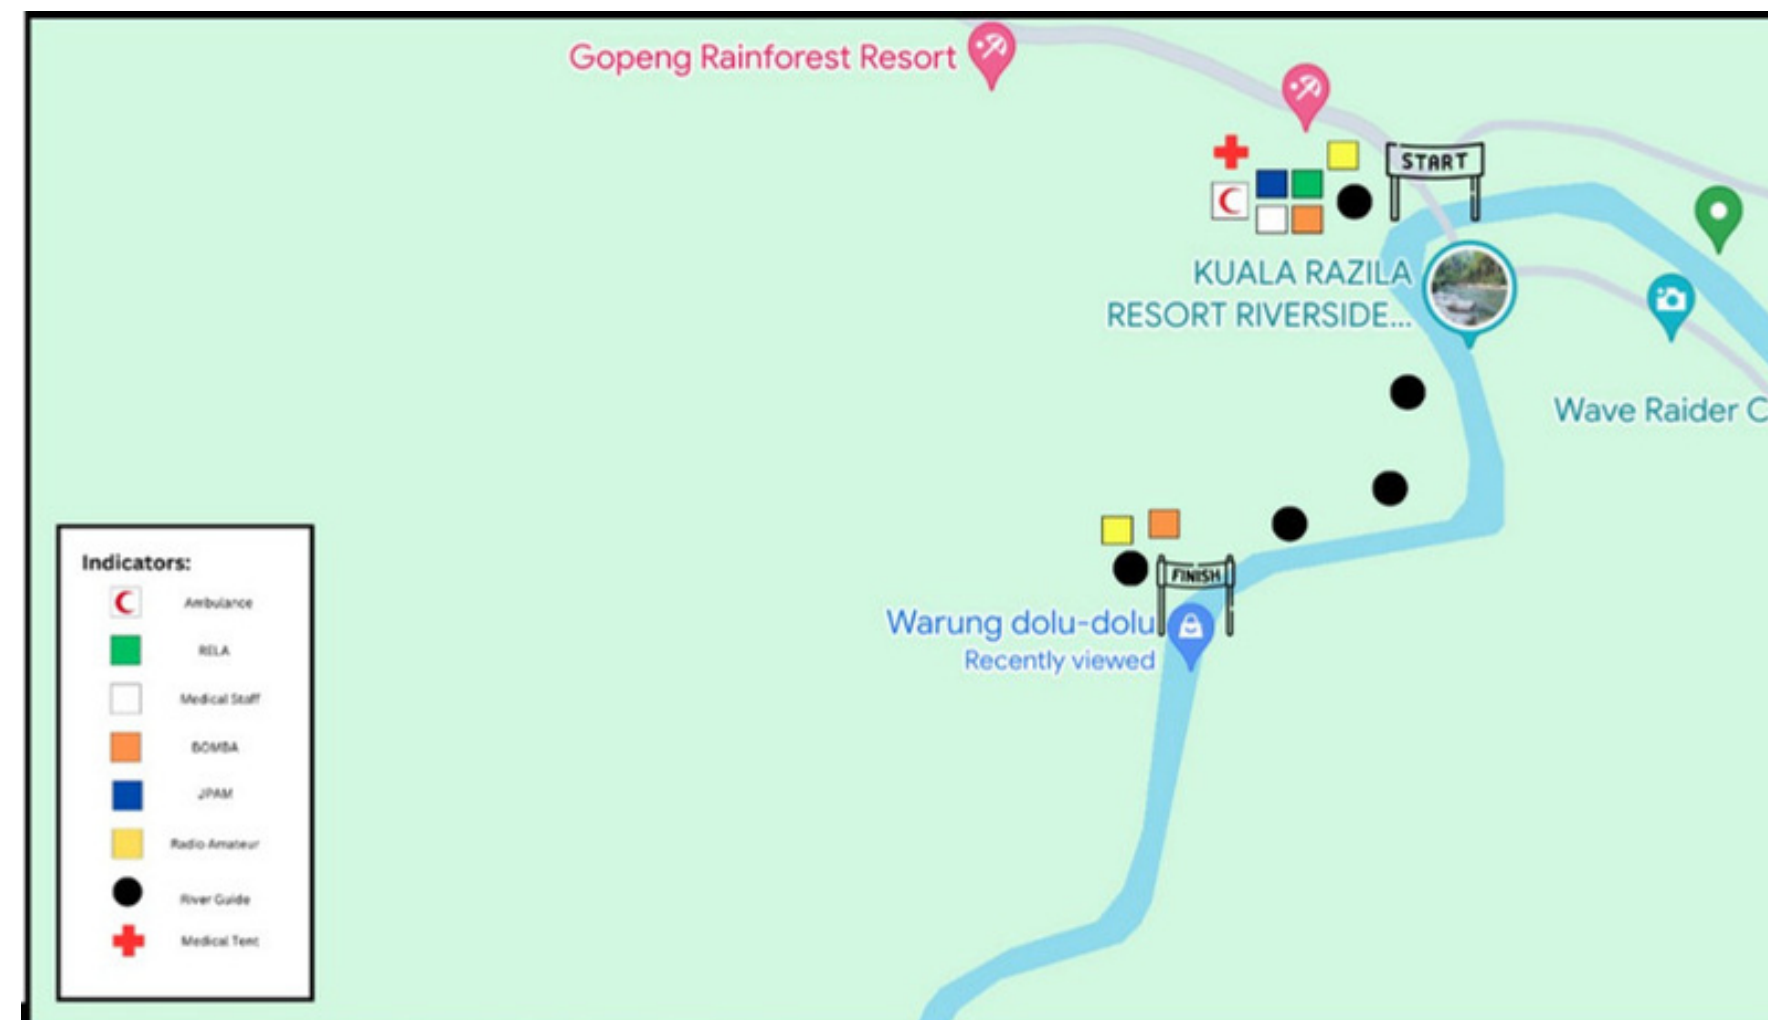 Gopeng Rainforest Resort
START
KUALA RAZILA
RESORT RIVERSIDE...
Wave Raider C
FINISH
Warung dolu-dolu
Recently viewed
Indicators:
Ambulance
RELA
Medical Staff
BOMBA
JPAM
Radio Amateur
River Guide
Medical Tent